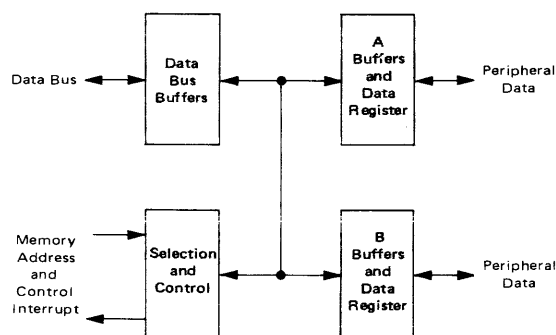 Data Bus
Data
Bus
Buffers
A
Buffers
and
Data
Register
Peripheral
Data
Memory
Address
and
Control
Interrupt
Selection
and
Control
B
Buffers
and
Data
Register
Peripheral
Data